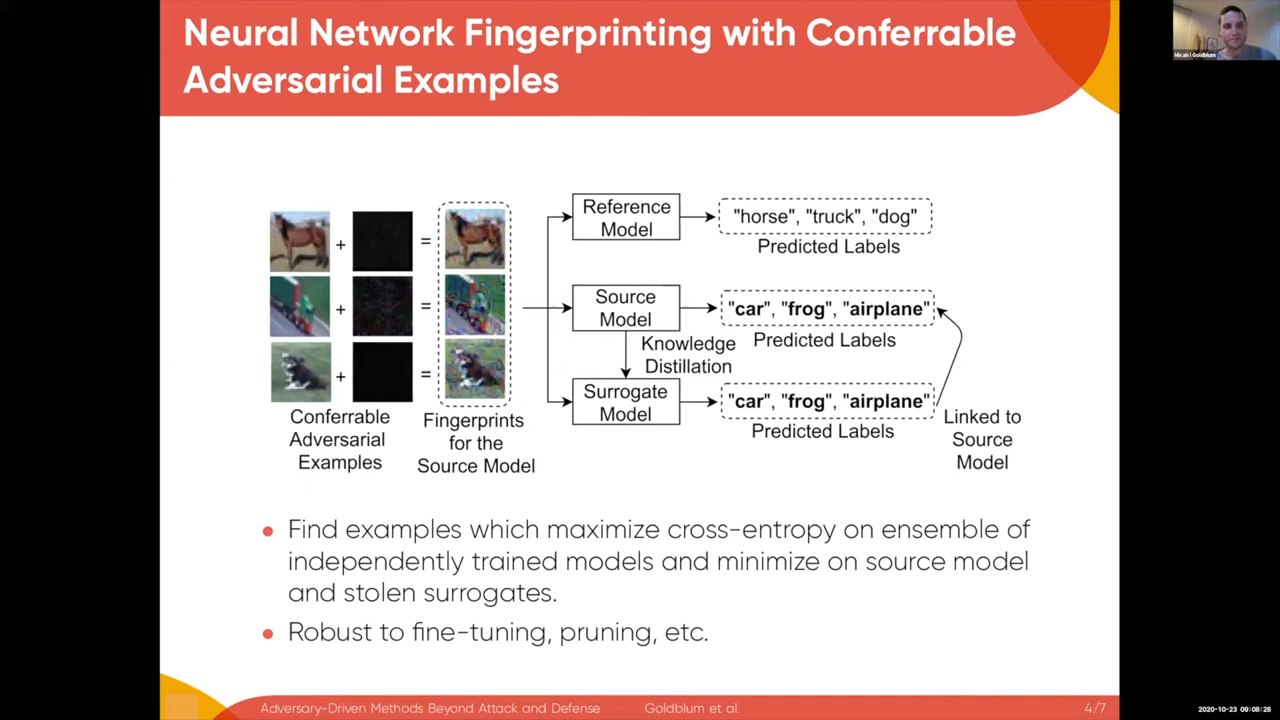 Neural Network Fingerprinting with Conferrable
Adversarial Examples
Micah Goldblum
+
=
+
=
+
=
Conferrable
Adversarial
Examples
Fingerprints
for the
Source Model
Reference
Model
"horse", "truck", "dog"
Predicted Labels
Source
Model
"car", "frog", "airplane"
Predicted Labels
Knowledge
Distillation
Surrogate
Model
"car", "frog", "airplane"
Predicted Labels
Linked to
Source
Model
• Find examples which maximize cross-entropy on ensemble of
independently trained models and minimize on source model
and stolen surrogates.
• Robust to fine-tuning, pruning, etc.
Adversary-Driven Methods Beyond Attack and Defense Goldblum et al. 4/7
2020-10-23 09:08:28